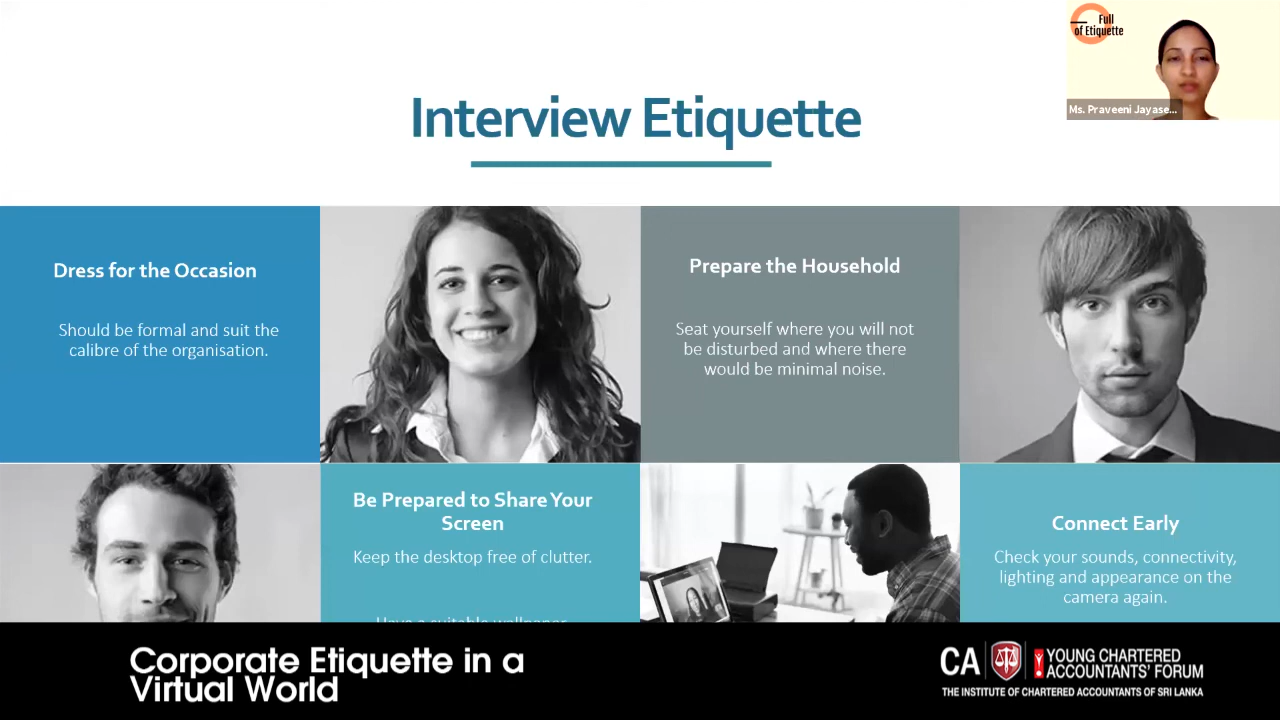 Full
of Etiquette
Ms. Praveeni Jayase...
Interview Etiquette
Dress for the Occasion
Should be formal and suit the
calibre of the organisation.
Prepare the Household
Seat yourself where you will not
be disturbed and where there
would be minimal noise.
Be Prepared to Share Your
Screen
Keep the desktop free of clutter.
Have a suitable wallpaper
Connect Early
Check your sounds, connectivity,
lighting and appearance on the
camera again.
Corporate Etiquette in a
Virtual World
CA
YOUNG CHARTERED
ACCOUNTANTS' FORUM
THE INSTITUTE OF CHARTERED ACCOUNTANTS OF SRI LANKA